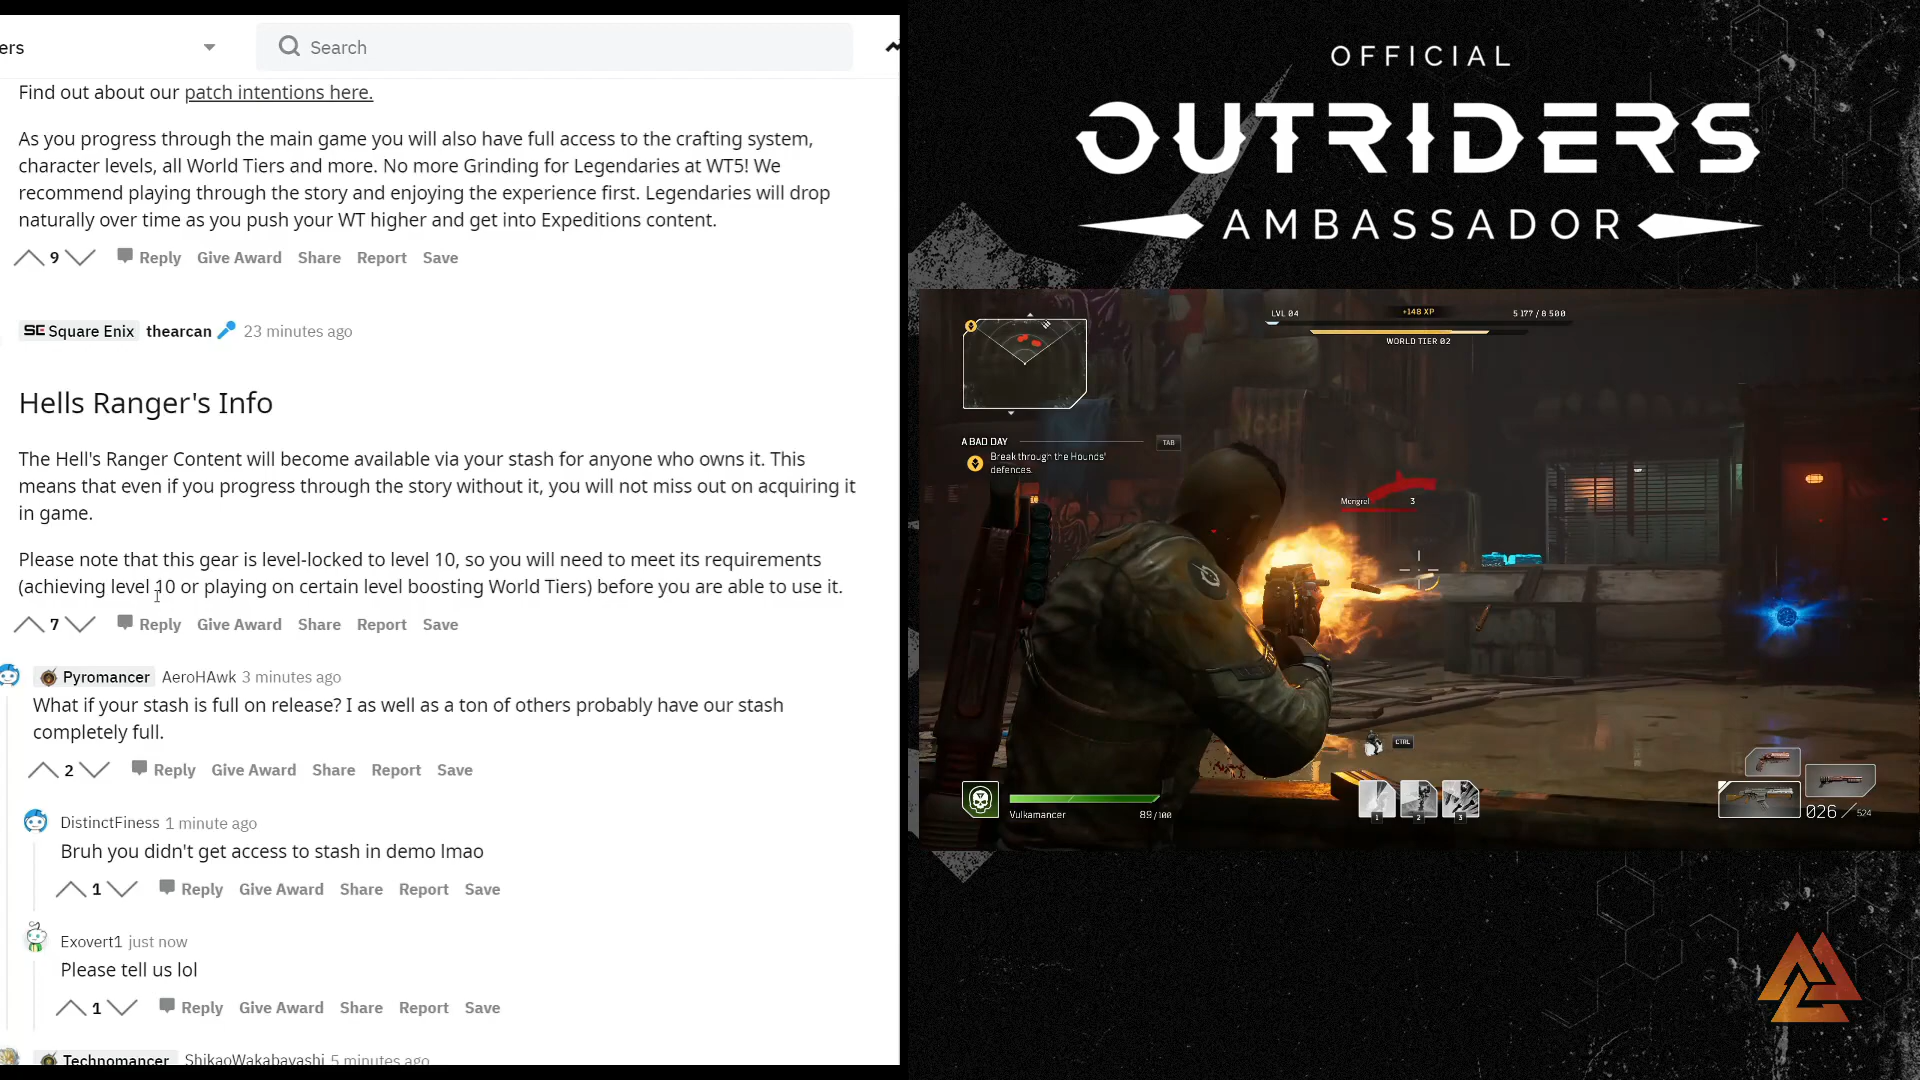 ers
Search
Find out about our patch intentions here.
As you progress through the main game you will also have full access to the crafting system,
character levels, all World Tiers and more. No more Grinding for Legendaries at WT5! We
recommend playing through the story and enjoying the experience first. Legendaries will drop
naturally over time as you push your WT higher and get into Expeditions content.
9 Reply Give Award Share Report Save
SE Square Enix thearcan 23 minutes ago
Hells Ranger's Info
The Hell's Ranger Content will become available via your stash for anyone who owns it. This
means that even if you progress through the story without it, you will not miss out on acquiring it
in game.
Please note that this gear is level-locked to level 10, so you will need to meet its requirements
(achieving level 10 or playing on certain level boosting World Tiers) before you are able to use it.
7 Reply Give Award Share Report Save
Pyromancer AeroHAwk 3 minutes ago
What if your stash is full on release? I as well as a ton of others probably have our stash
completely full.
2 Reply Give Award Share Report Save
DistinctFiness 1 minute ago
Bruh you didn't get access to stash in demo lmao
1 Reply Give Award Share Report Save
Exovert1 just now
Please tell us lol
1 Reply Give Award Share Report Save
Technomancer ShikaoWakabayashi 5 minutes ago
OFFICIAL
OUTRIDERS
AMBASSADOR
LVL 04 +148 XP 5 177 / 8 500
WORLD TIER 02
A BAD DAY TAB
Break through the Hounds'
defences.
Mongrel 3
CTRL
Vulkamancer 89/100
1 2 3
026 / 524